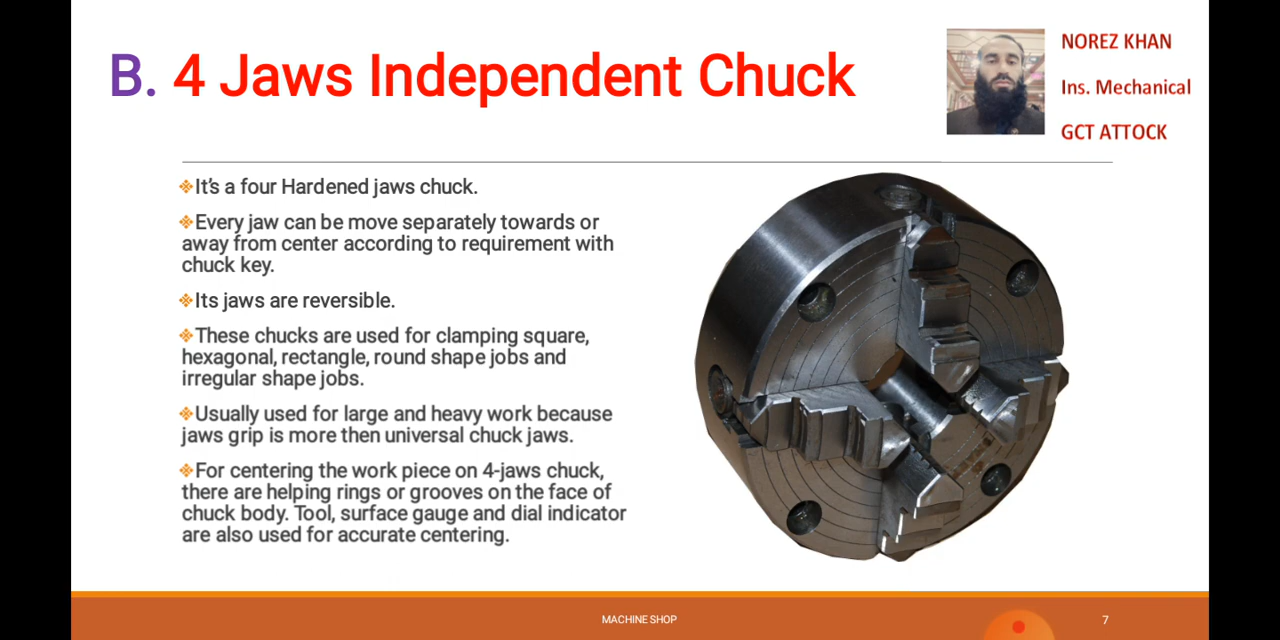 B. 4 Jaws Independent Chuck
NOREZ KHAN
Ins. Mechanical
GCT ATTOCK
❖It's a four Hardened jaws chuck.
❖Every jaw can be move separately towards or
away from center according to requirement with
chuck key.
❖Its jaws are reversible.
❖These chucks are used for clamping square,
hexagonal, rectangle, round shape jobs and
irregular shape jobs.
❖Usually used for large and heavy work because
jaws grip is more then universal chuck jaws.
❖For centering the work piece on 4-jaws chuck,
there are helping rings or grooves on the face of
chuck body. Tool, surface gauge and dial indicator
are also used for accurate centering.
MACHINE SHOP
7